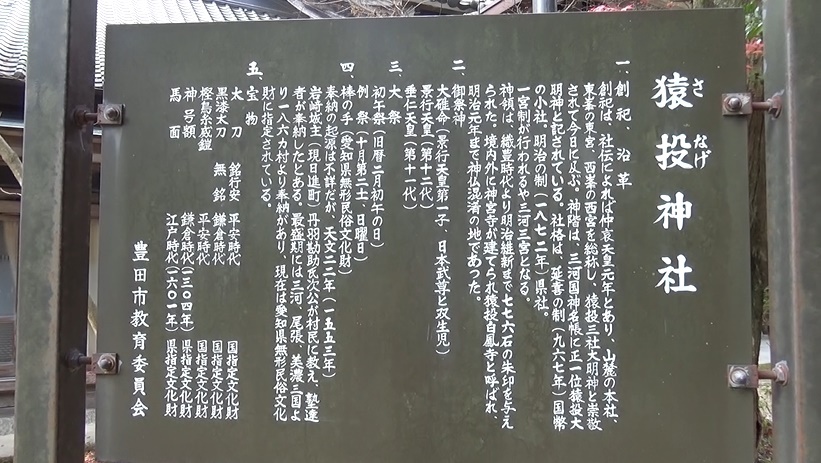 猿投神社
さなげ
一、創祀、沿革
創祀は、社伝によれば仲哀天皇元年とあり、山麓の本社、
東峯の東宮、西峯の西宮を総称し、猿投三社大明神と崇敬
されて今日に及ぶ。神階は、三河国神名帳に正一位猿投大
明神と記されている。社格は、延喜の制(九六七年)国幣
の小社。明治の制(一八七二年)県社。
一宮制が行われるや三河三宮となる。
神領は、織豊時代より明治維新まで七七六石の朱印を与え
られた。境内外に神宮寺が建てられ猿投白鳳寺と呼ばれ、
明治元年まで神仏混淆の地であった。
二、御祭神
大碓命(景行天皇第一子、日本武尊と双生児)
景行天皇(第十二代)
垂仁天皇(第十一代)
三、大祭
初午祭(旧暦二月初午の日)
例祭(十月第二土、日曜日)
四、棒の手(愛知県無形民俗文化財)
奉納の起源は不詳だが、天文二二年(一五五三年)
岩崎城主(現日進町)丹羽勘助氏次公が村民に教え、塾達
者が奉納したとある。最盛期には三河、尾張、美濃三国よ
り一八六カ村より奉納があり、現在は愛知県無形民俗文化
財に指定されている。
五、宝物
太刀 銘行安 平安時代 国指定文化財
黒漆太刀 無銘 鎌倉時代 国指定文化財
樫鳥糸威鎧 平安時代 国指定文化財
神号額 鎌倉時代(一三〇四年) 県指定文化財
馬面 江戸時代(一六〇一年) 県指定文化財
豊田市教育委員会